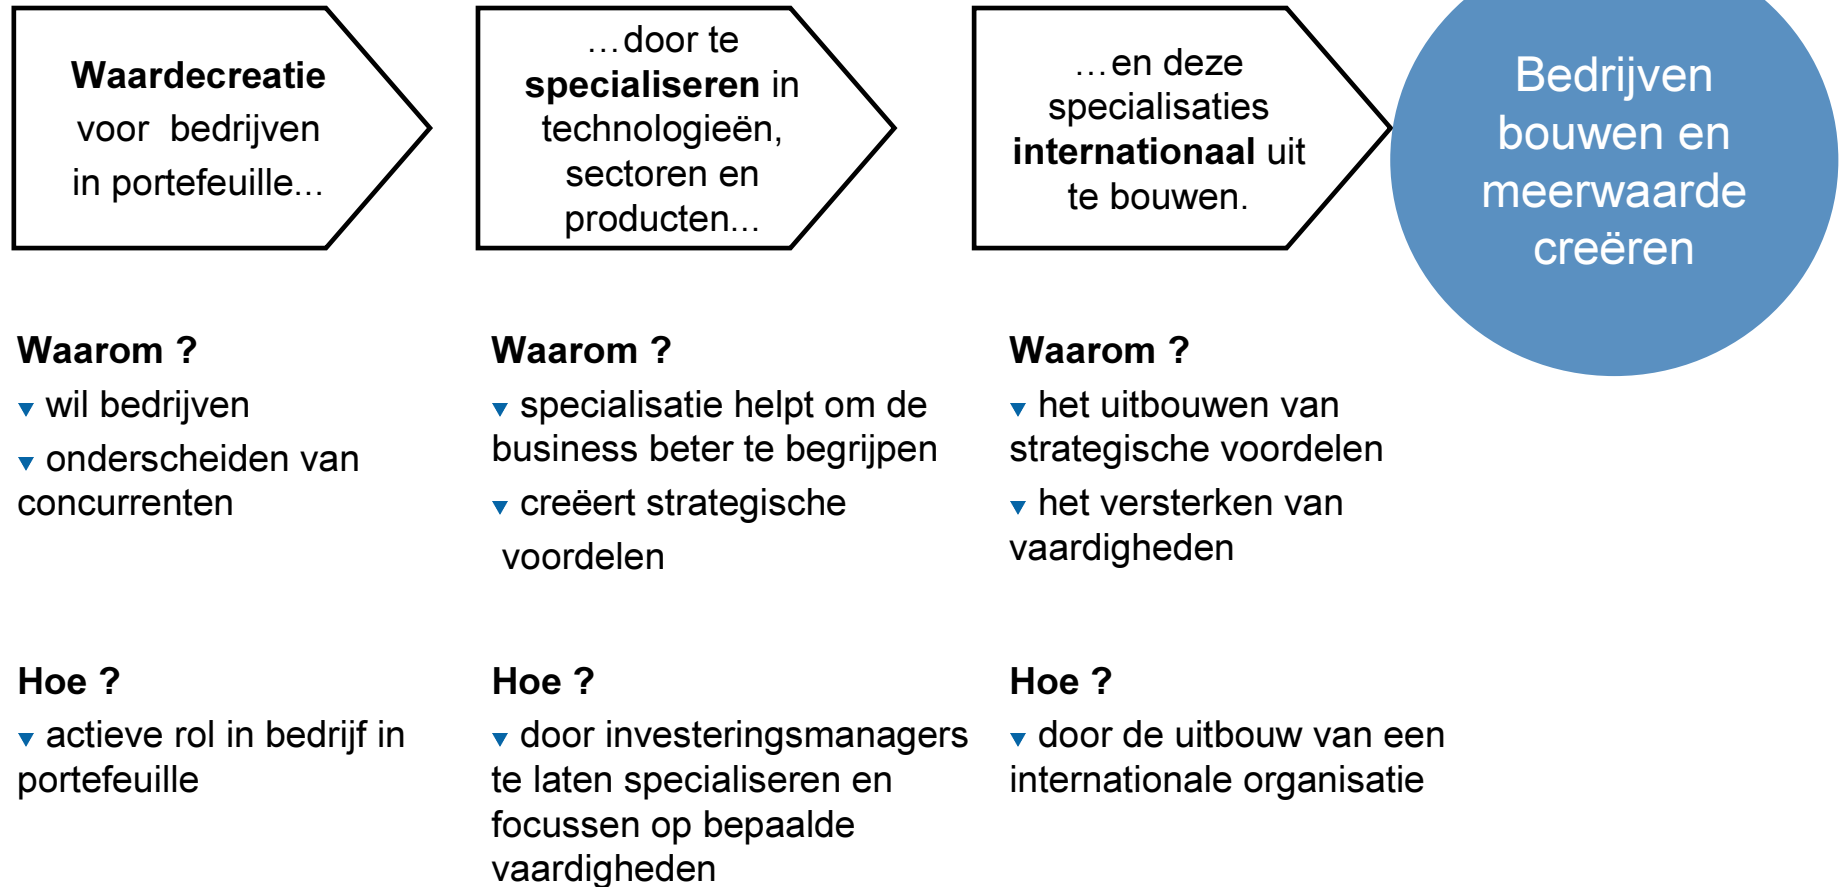 Waardecreatie
voor bedrijven
in portefeuille...
...door te
specialiseren in
technologieën,
sectoren en
producten...
...en deze
specialisaties
internationaal uit
te bouwen.
Bedrijven
bouwen en
meerwaarde
creëren
Waarom ?
▼ wil bedrijven
▼ onderscheiden van
concurrenten
Hoe ?
▼ actieve rol in bedrijf in
portefeuille
Waarom ?
▼ specialisatie helpt om de
business beter te begrijpen
▼ creëert strategische
voordelen
Hoe ?
▼ door investeringsmanagers
te laten specialiseren en
focussen op bepaalde
vaardigheden
Waarom ?
▼ het uitbouwen van
strategische voordelen
▼ het versterken van
vaardigheden
Hoe ?
▼ door de uitbouw van een
internationale organisatie